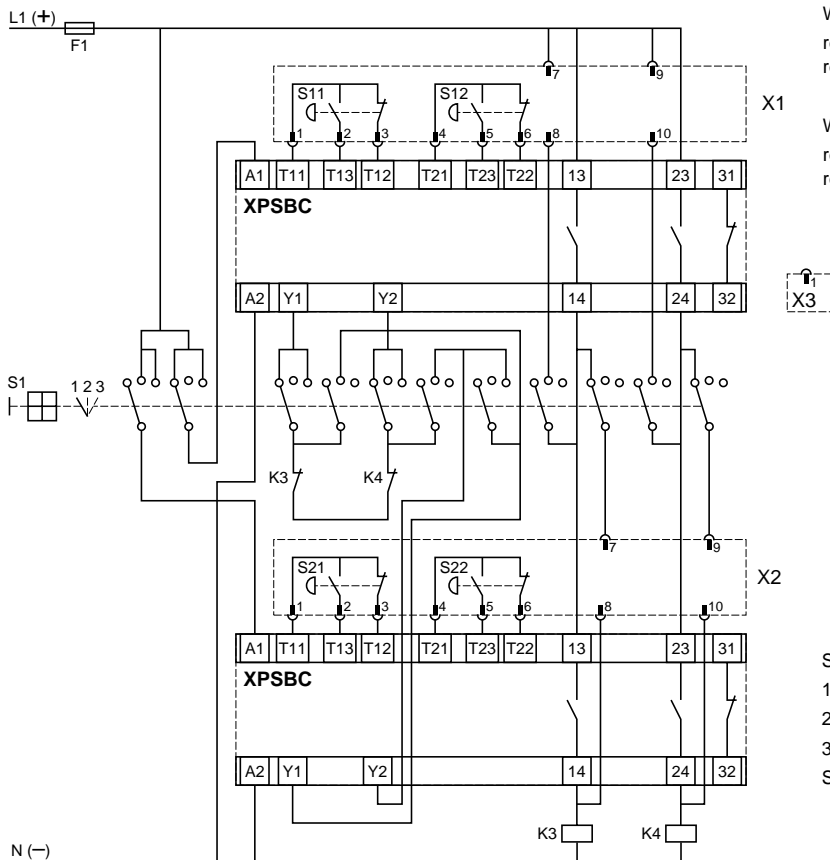 L1 (+)
F1
W
re
re
7 9
S11 S12
X1
1 2 3 4 5 6 8 10
W
re
re
A1 T11 T13 T12 T21 T23 T22 13 23 31
XPSBC
1
X3
A2 Y1 Y2 14 24 32
S1
1 2 3
K3 K4
7 9
S21 S22
X2
1 2 3 4 5 6 8 10
A1 T11 T13 T12 T21 T23 T22 13 23 31
XPSBC
S
1
2
3
S
A2 Y1 Y2 14 24 32
K3 K4
N (–)